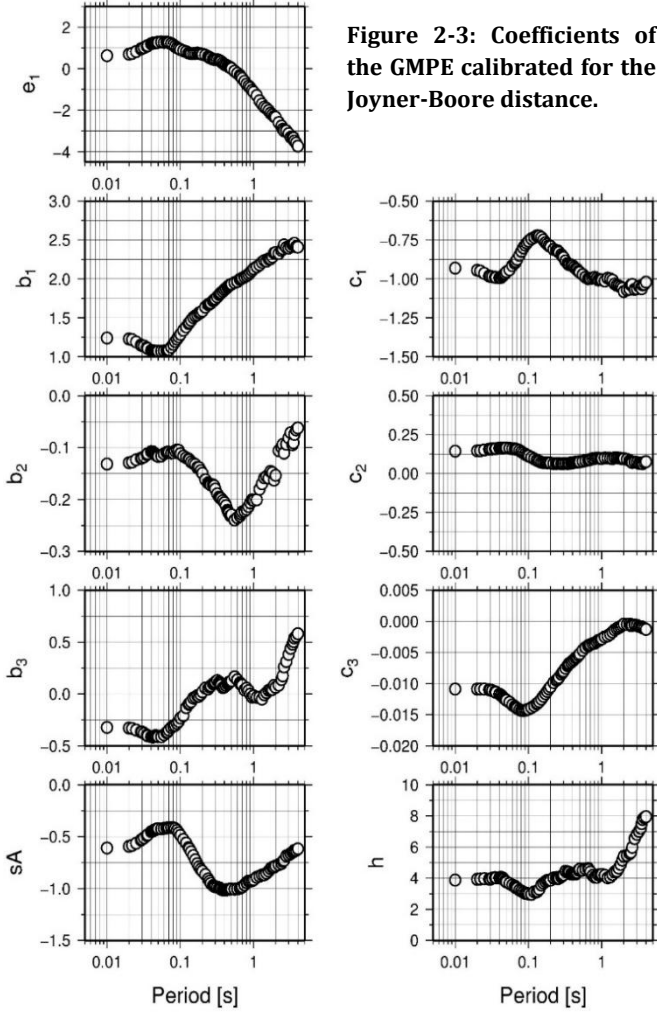 Figure 2-3: Coefficients of
the GMPE calibrated for the
Joyner-Boore distance.
2
0
−2
−4
e1
0.01 0.1 1
3.0
2.5
2.0
1.5
1.0
b1
0.01 0.1 1
−0.50
−0.75
−1.00
−1.25
−1.50
c1
0.01 0.1 1
0.0
−0.1
−0.2
−0.3
b2
0.01 0.1 1
0.50
0.25
0.00
−0.25
−0.50
c2
0.01 0.1 1
1.0
0.5
0.0
−0.5
b3
0.01 0.1 1
0.005
0.000
−0.005
−0.010
−0.015
−0.020
c3
0.01 0.1 1
0.0
−0.5
−1.0
−1.5
sA
0.01 0.1 1
Period [s]
10
8
6
4
2
0
h
0.01 0.1 1
Period [s]